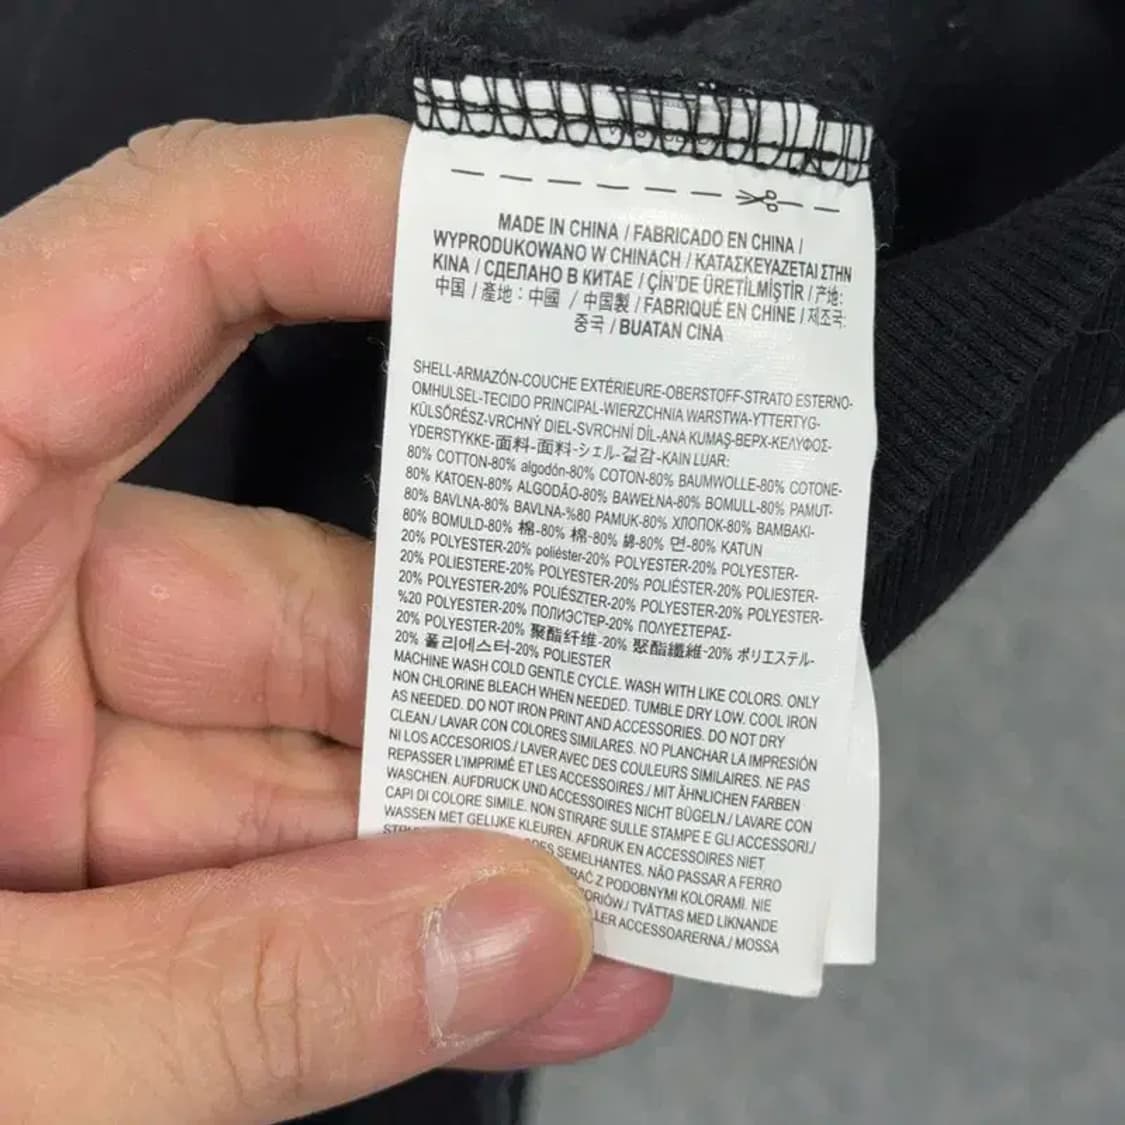 MADE IN CHINA / FABRICADO EN CHINA /
WYPRODUKOWANO W CHINACH / ΚΑΤΑΣΚΕΥΑΖΕΤΑΙ ΣΤΗΝ
ΚΙΝΑ / СДЕЛАНО В КИТАЕ / ÇİN'DE ÜRETİLMİŞTİR / 产地:
中国 / 產地：中國 / 中国製 / FABRIQUÉ EN CHINE / 제조국:
중국 / BUATAN CINA
SHELL-ARMAZÓN-COUCHE EXTÉRIEURE-OBERSTOFF-STRATO ESTERNO-
OMHULSEL-TECIDO PRINCIPAL-WIERZCHNIA WARSTWA-YTTERTYG-
KÜLSŐRÉSZ-VRCHNÝ DIEL-SVRCHNÍ DÍL-ANA KUMAŞ-ВЕРХ-ΚΕΛΥΦΟΣ-
YDERSTYKKE-面料-面料-シェル-겉감-KAIN LUAR:
80% COTTON-80% algodón-80% COTON-80% BAUMWOLLE-80% COTONE-
80% KATOEN-80% ALGODÃO-80% BAWEŁNA-80% BOMULL-80% PAMUT-
80% BAVLNA-80% BAVLNA-%80 PAMUK-80% ХЛОПОК-80% ΒΑΜΒΑΚΙ-
80% BOMULD-80% 棉-80% 棉-80% 綿-80% 면-80% KATUN
20% POLYESTER-20% poliéster-20% POLYESTER-20% POLYESTER-
20% POLIESTERE-20% POLYESTER-20% POLIÉSTER-20% POLIESTER-
20% POLYESTER-20% POLIÉSZTER-20% POLYESTER-20% POLYESTER-
%20 POLYESTER-20% ПОЛИЭСТЕР-20% ΠΟΛΥΕΣΤΕΡΑΣ-
20% POLYESTER-20% 聚酯纤维-20% 聚酯纖維-20% ポリエステル-
20% 폴리에스터-20% POLIESTER
MACHINE WASH COLD GENTLE CYCLE. WASH WITH LIKE COLORS. ONLY
NON CHLORINE BLEACH WHEN NEEDED. TUMBLE DRY LOW. COOL IRON
AS NEEDED. DO NOT IRON PRINT AND ACCESSORIES. DO NOT DRY
CLEAN./ LAVAR CON COLORES SIMILARES. NO PLANCHAR LA IMPRESIÓN
NI LOS ACCESORIOS./ LAVER AVEC DES COULEURS SIMILAIRES. NE PAS
REPASSER L'IMPRIMÉ ET LES ACCESSOIRES./ MIT ÄHNLICHEN FARBEN
WASCHEN. AUFDRUCK UND ACCESSOIRES NICHT BÜGELN./ LAVARE CON
CAPI DI COLORE SIMILE. NON STIRARE SULLE STAMPE E GLI ACCESSORI./
WASSEN MET GELIJKE KLEUREN. AFDRUK EN ACCESSOIRES NIET
SEMELHANTES. NÃO PASSAR A FERRO
Z PODOBNYMI KOLORAMI. NIE
TVÄTTAS MED LIKNANDE
ACCESSOARERNA./ MOSSA